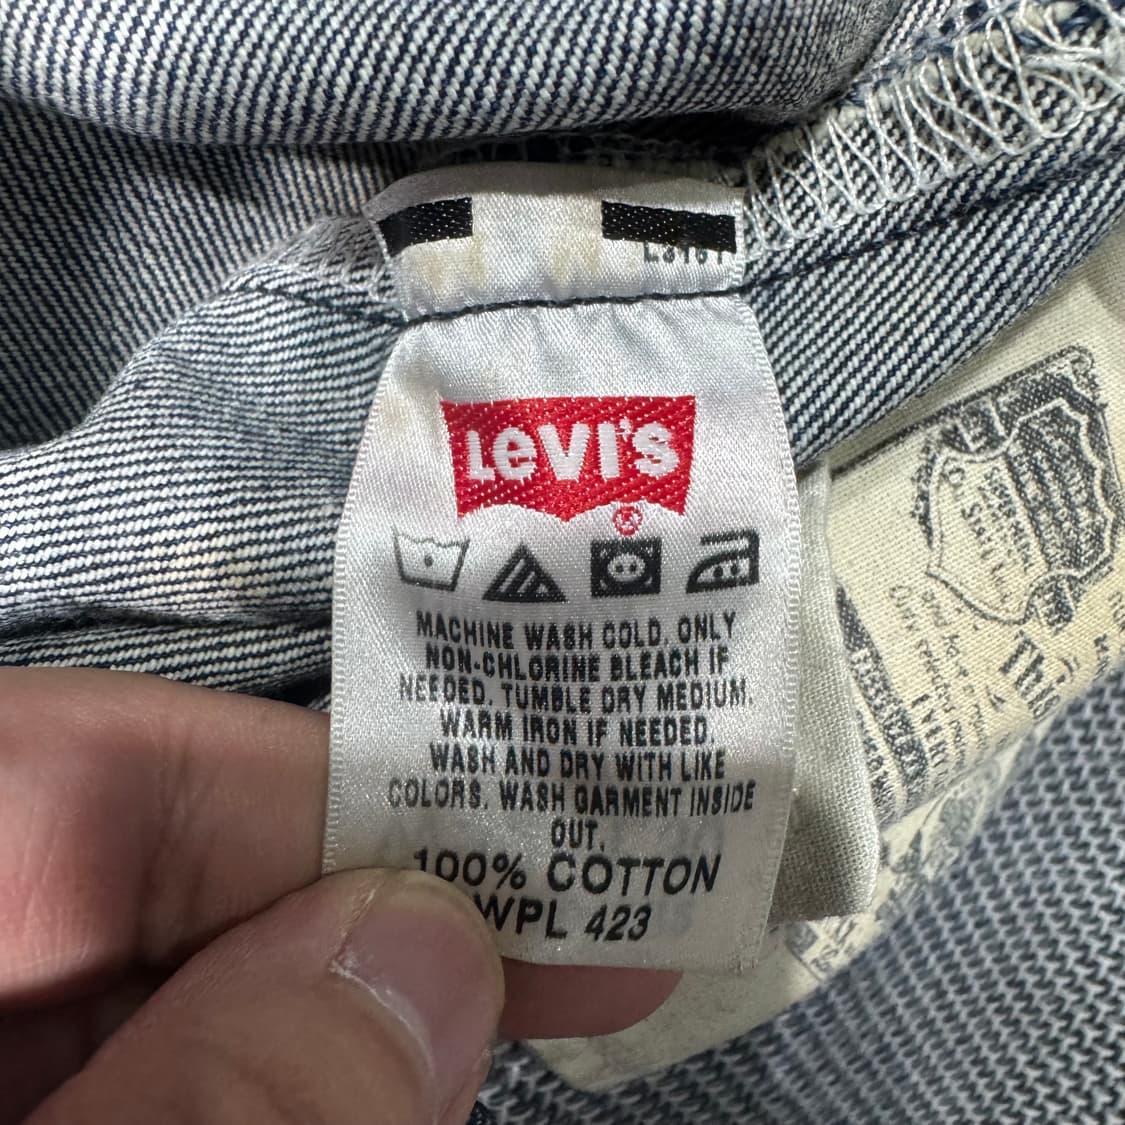 LEVI'S
®
MACHINE WASH COLD. ONLY
NON-CHLORINE BLEACH IF
NEEDED. TUMBLE DRY MEDIUM.
WARM IRON IF NEEDED.
WASH AND DRY WITH LIKE
COLORS. WASH GARMENT INSIDE
OUT.
100% COTTON
WPL 423
This